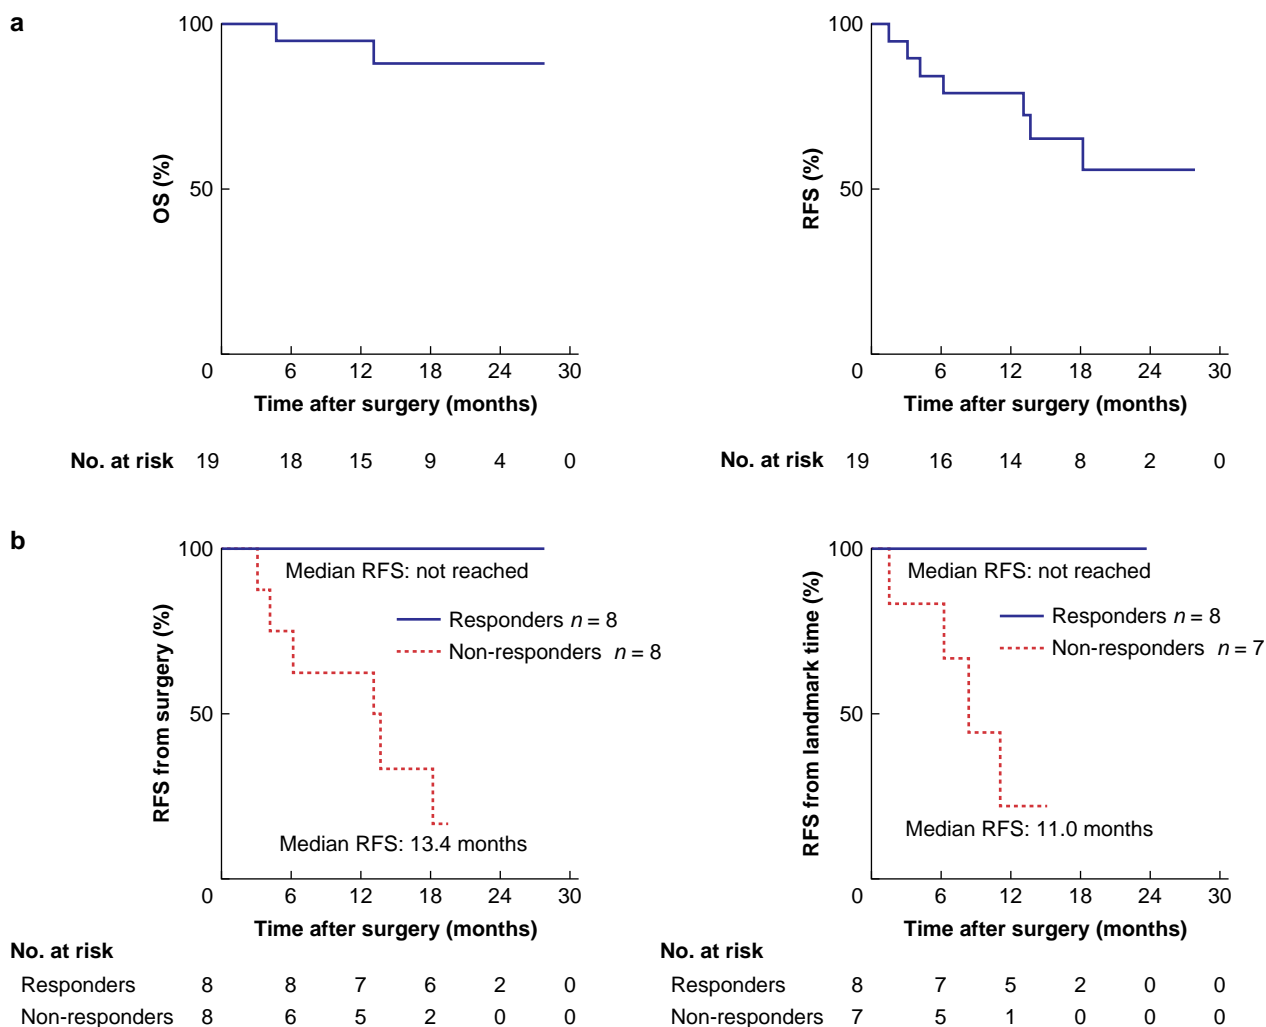 a
100
50
0
OS (%)
6 12 18 24 30
Time after surgery (months)
No. at risk 19 18 15 9 4 0
100
50
0
RFS (%)
6 12 18 24 30
Time after surgery (months)
No. at risk 19 16 14 8 2 0
b
100
50
0
RFS from surgery (%)
Median RFS: not reached
Responders n = 8
Non-responders n = 8
Median RFS: 13.4 months
6 12 18 24 30
Time after surgery (months)
No. at risk
Responders 8 8 7 6 2 0
Non-responders 8 6 5 2 0 0
100
50
0
RFS from landmark time (%)
Median RFS: not reached
Responders n = 8
Non-responders n = 7
Median RFS: 11.0 months
6 12 18 24 30
Time after surgery (months)
No. at risk
Responders 8 7 5 2 0 0
Non-responders 7 5 1 0 0 0